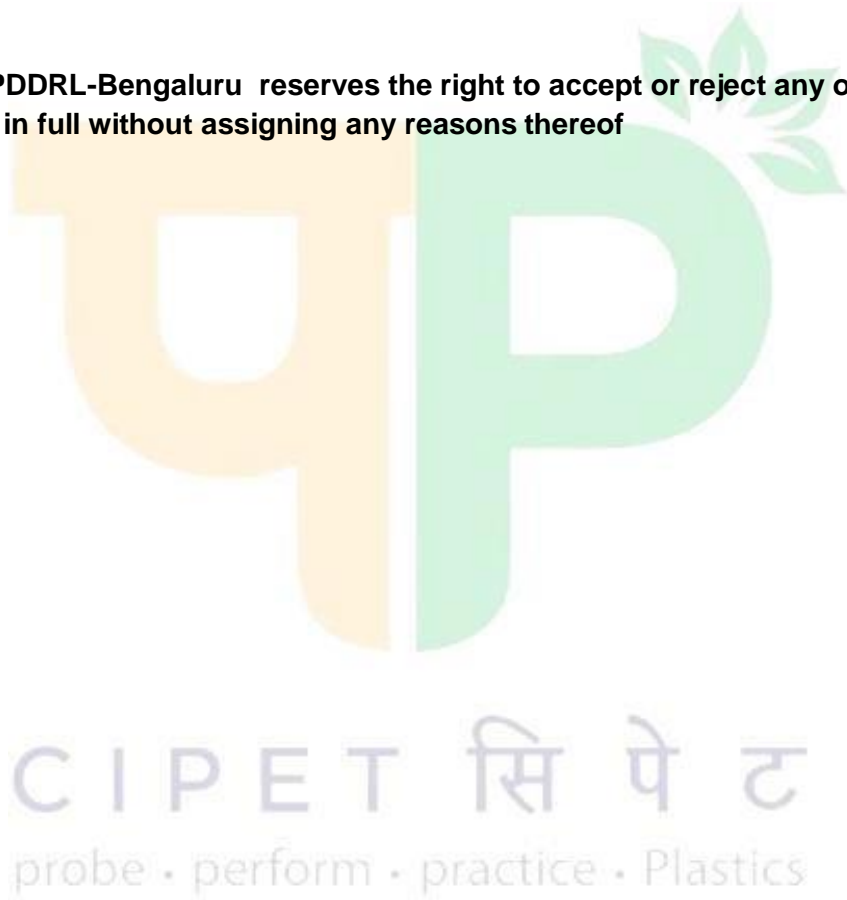 PDDRL-Bengaluru reserves the right to accept or reject any o
in full without assigning any reasons thereof
CIPET सिपेट
probe • perform • practice • Plastics